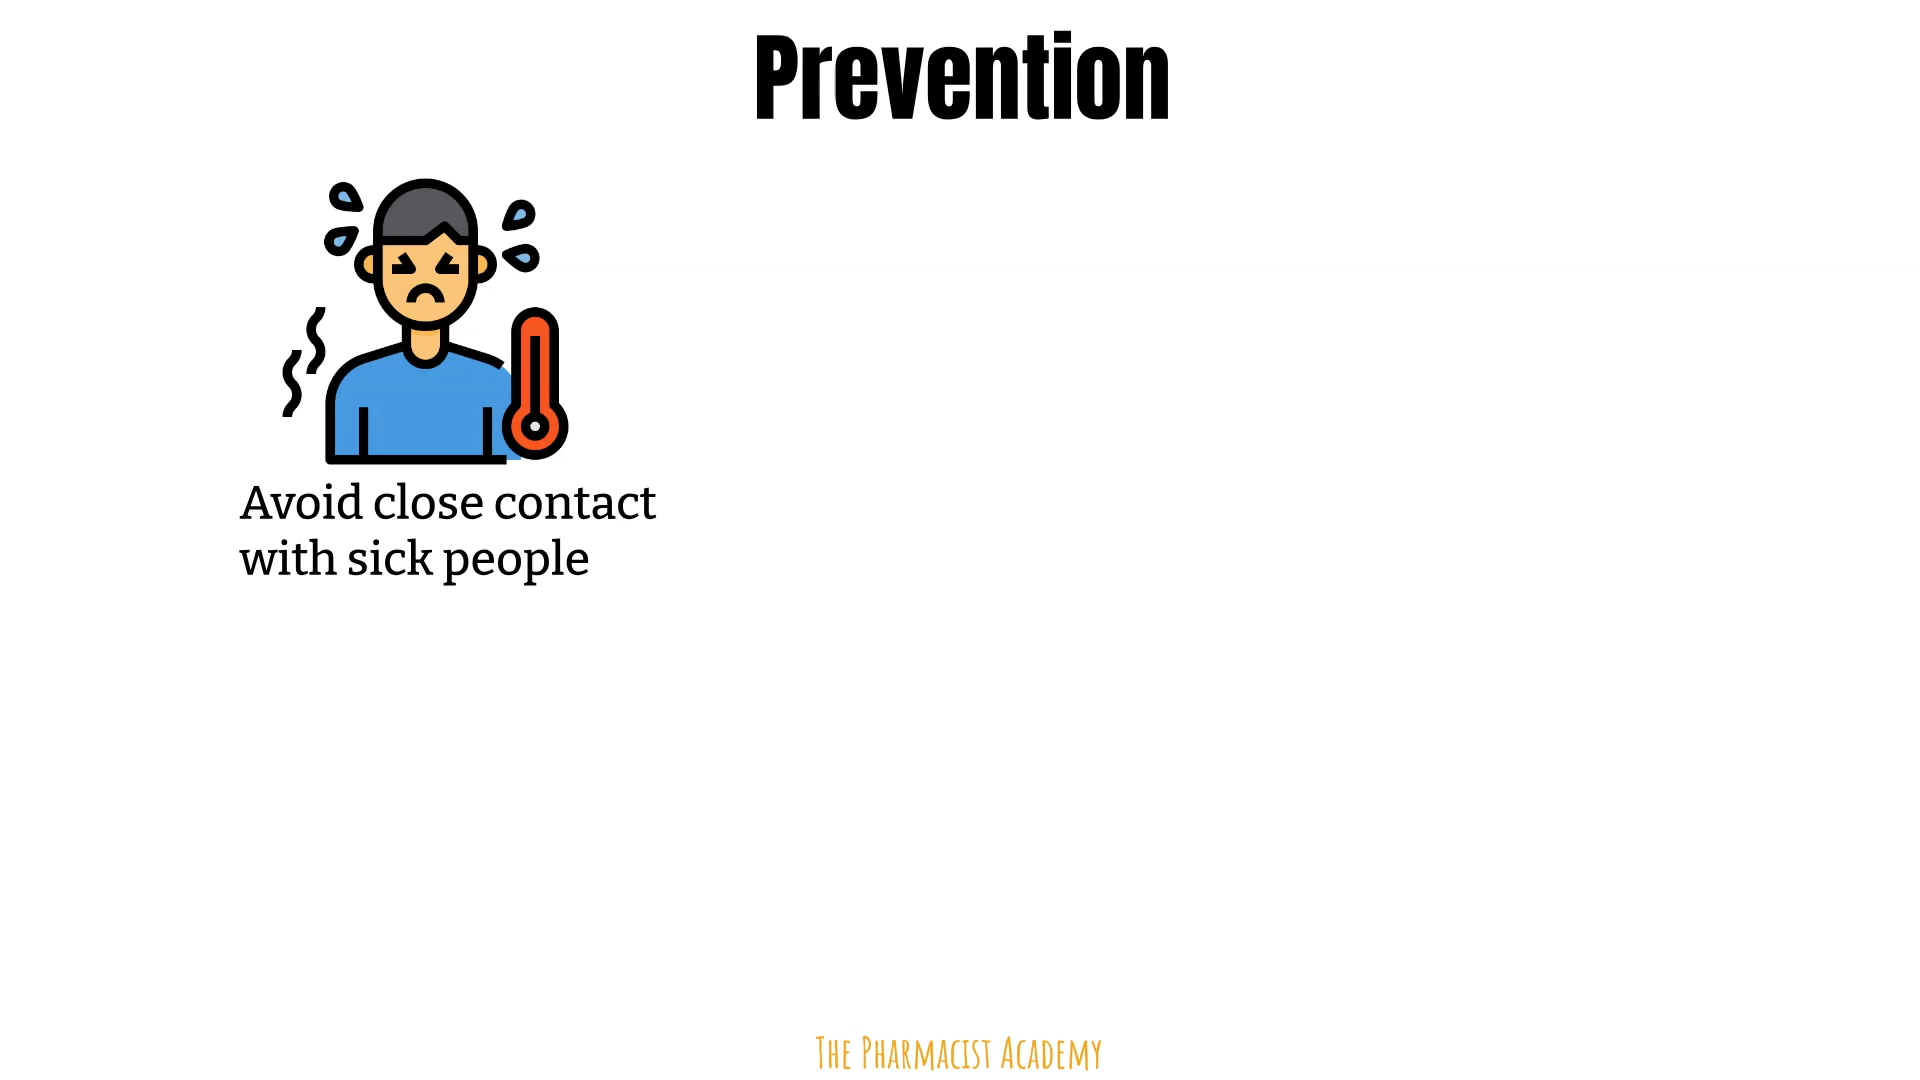 Prevention
Avoid close contact
with sick people
The Pharmacist Academy